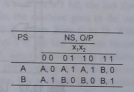 PS NS, O/P
X₁X₂
00 01 10 11
A A, 0 A, 1 A, 1 B, 0
B A, 1 B, 0 B, 0 B, 1